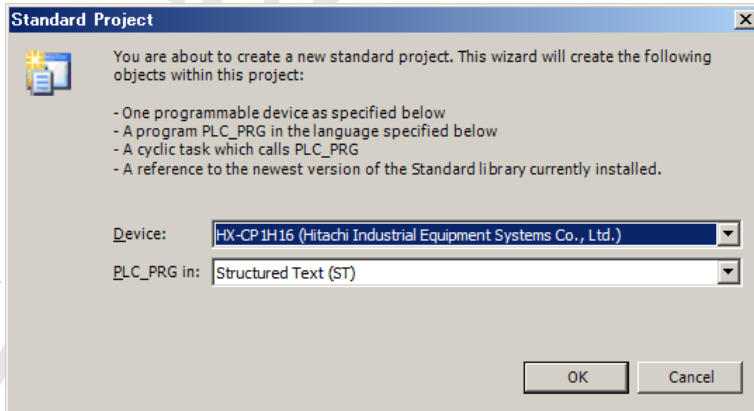 Standard Project
You are about to create a new standard project. This wizard will create the following
objects within this project:
- One programmable device as specified below
- A program PLC_PRG in the language specified below
- A cyclic task which calls PLC_PRG
- A reference to the newest version of the Standard library currently installed.
Device: HX-CP1H16 (Hitachi Industrial Equipment Systems Co., Ltd.)
PLC_PRG in: Structured Text (ST)
OK Cancel